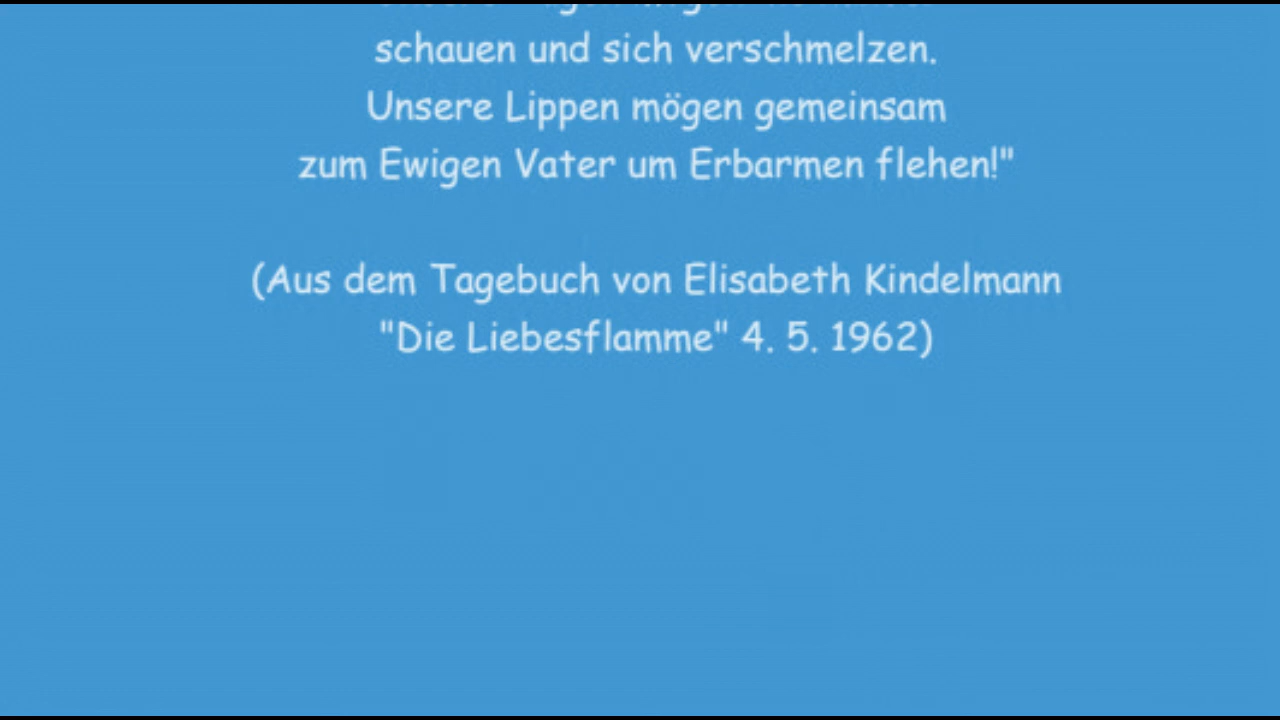 schauen und sich verschmelzen.
Unsere Lippen mögen gemeinsam
zum Ewigen Vater um Erbarmen flehen!"
(Aus dem Tagebuch von Elisabeth Kindelmann
"Die Liebesflamme" 4. 5. 1962)